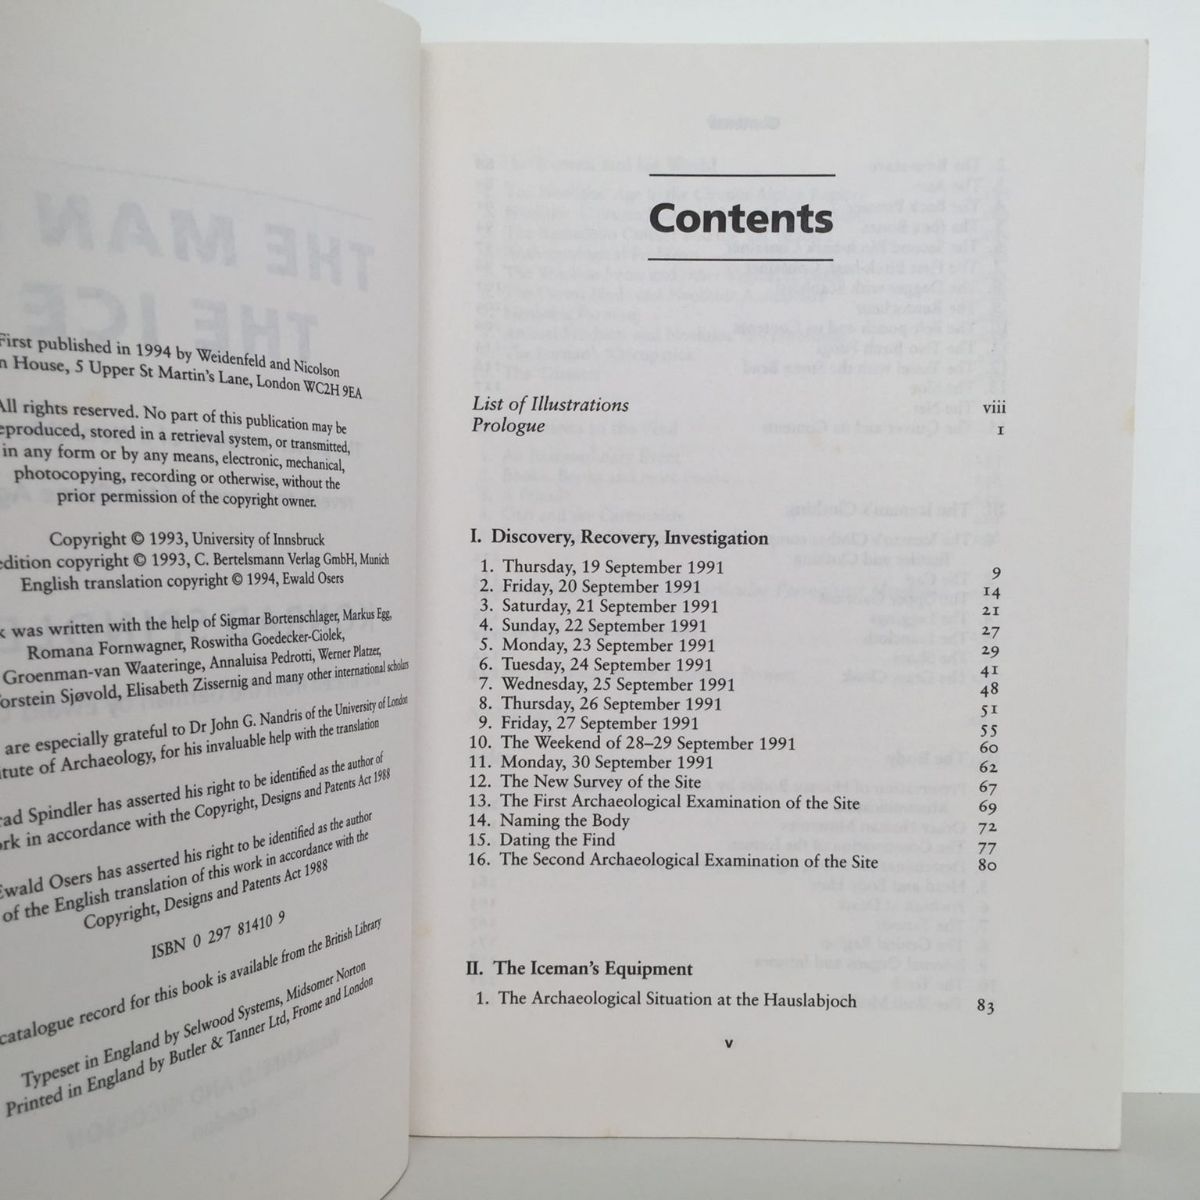 THE MAN
THE ICE
First published in 1994 by Weidenfeld and Nicolson
House, 5 Upper St Martin's Lane, London WC2H 9EA
All rights reserved. No part of this publication may be
reproduced, stored in a retrieval system, or transmitted,
in any form or by any means, electronic, mechanical,
photocopying, recording or otherwise, without the
prior permission of the copyright owner.
Copyright © 1993, University of Innsbruck
edition copyright © 1993, C. Bertelsmann Verlag GmbH, Munich
English translation copyright © 1994, Ewald Osers
was written with the help of Sigmar Bortenschlager, Markus Egg,
Romana Fornwagner, Roswitha Goedecker-Ciolek,
Groenman-van Waateringe, Annaluisa Pedrotti, Werner Platzer,
Torstein Sjøvold, Elisabeth Zissernig and many other international scholars
are especially grateful to Dr John G. Nandris of the University of London
Institute of Archaeology, for his invaluable help with the translation
Spindler has asserted his right to be identified as the author of
in accordance with the Copyright, Designs and Patents Act 1988
Ewald Osers has asserted his right to be identified as the author
of the English translation of this work in accordance with the
Copyright, Designs and Patents Act 1988
ISBN 0 297 81410 9
catalogue record for this book is available from the British Library
Typeset in England by Selwood Systems, Midsomer Norton
Printed in England by Butler & Tanner Ltd, Frome and London
Contents
List of Illustrations viii
Prologue 1
I. Discovery, Recovery, Investigation
1. Thursday, 19 September 1991 9
2. Friday, 20 September 1991 14
3. Saturday, 21 September 1991 21
4. Sunday, 22 September 1991 27
5. Monday, 23 September 1991 29
6. Tuesday, 24 September 1991 41
7. Wednesday, 25 September 1991 48
8. Thursday, 26 September 1991 51
9. Friday, 27 September 1991 55
10. The Weekend of 28–29 September 1991 60
11. Monday, 30 September 1991 62
12. The New Survey of the Site 67
13. The First Archaeological Examination of the Site 69
14. Naming the Body 72
15. Dating the Find 77
16. The Second Archaeological Examination of the Site 80
II. The Iceman's Equipment
1. The Archaeological Situation at the Hauslabjoch 83
v